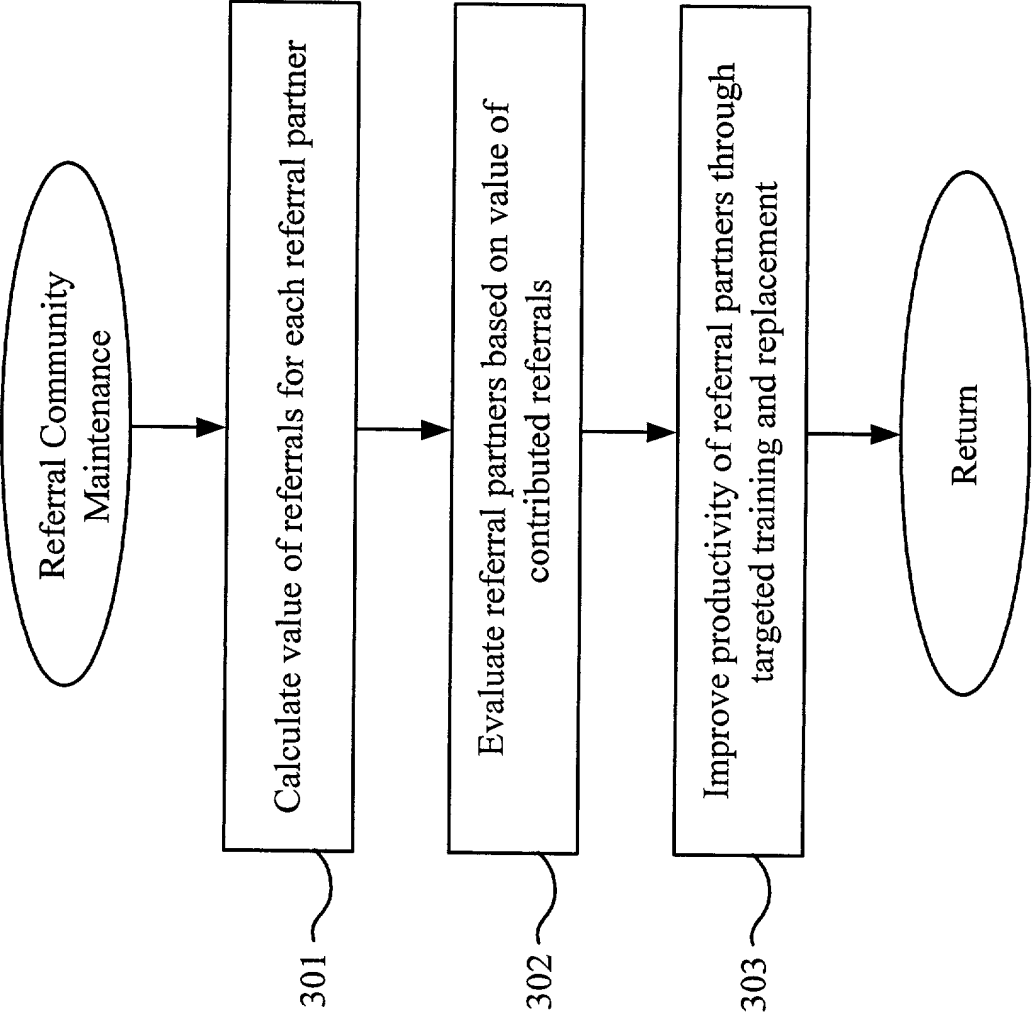 Referral Community
Maintenance
301
Calculate value of referrals for each referral partner
302
Evaluate referral partners based on value of
contributed referrals
303
Improve productivity of referral partners through
targeted training and replacement
Return